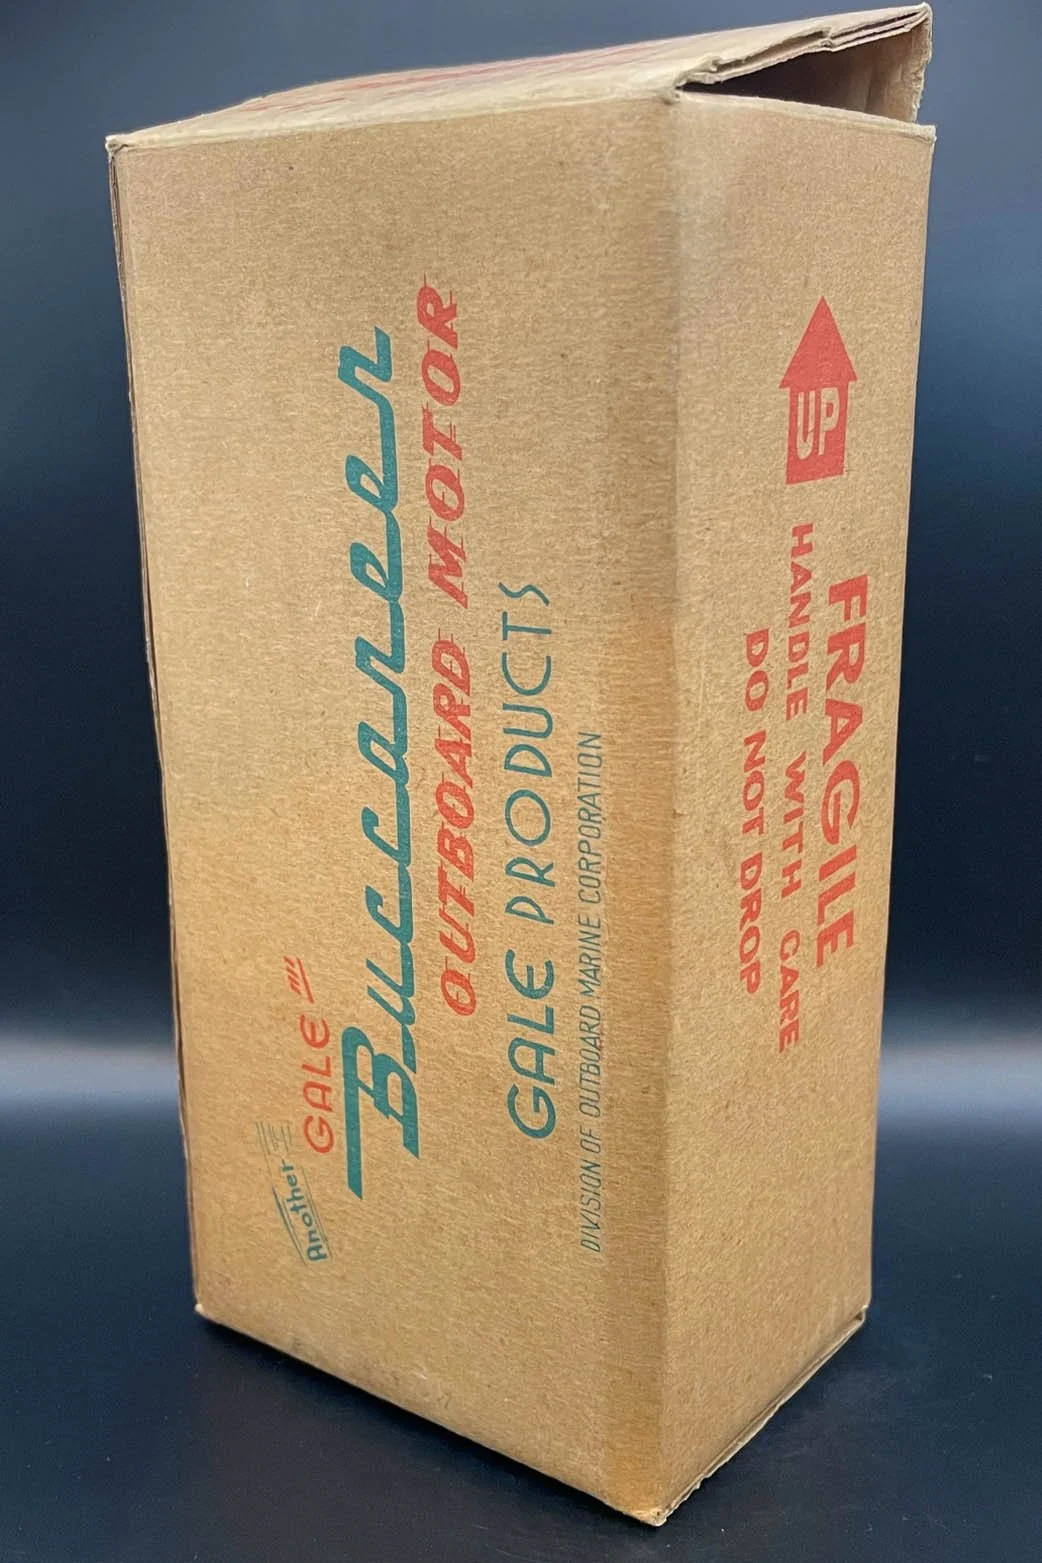 Another
GALE
Buccaneer
OUTBOARD MOTOR
GALE PRODUCTS
DIVISION OF OUTBOARD MARINE CORPORATION
UP
FRAGILE
HANDLE WITH CARE
DO NOT DROP